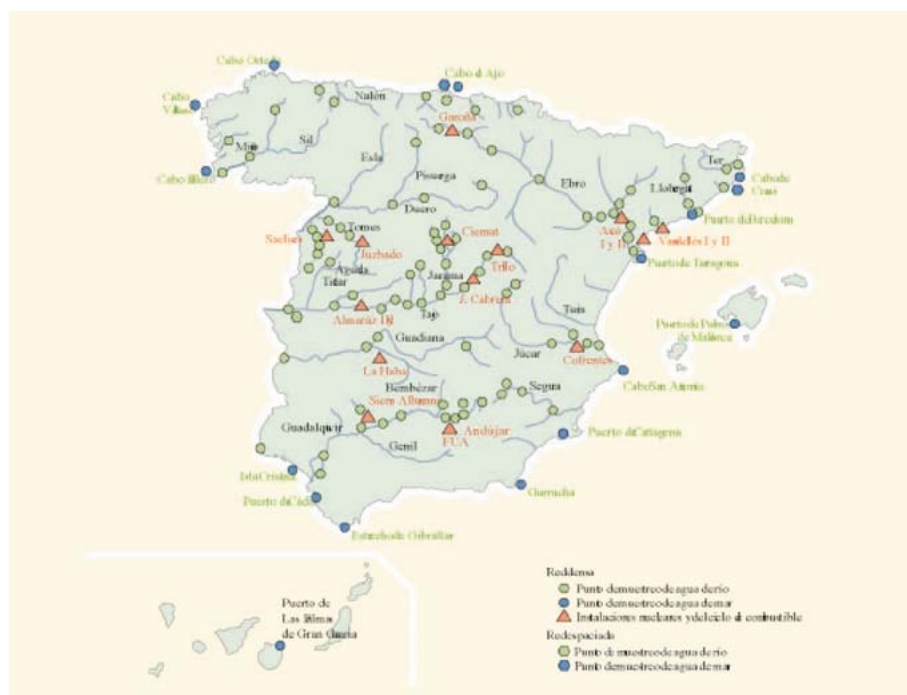 Cabo Ortega
Cabo d Ajo
Cabo
Villano
Nalón
Garoña
Miño
Sil
Esla
Ter
Pisuerga
Ebro
Llobregat
Cabo de
Creus
Cabo Silleiro
Duero
Puerto de Barcelona
Tormes
Ciemat
Ascó
I y II
Vandellós I y II
Saelices
Juzbado
Trillo
Puerto de Tarragona
Águeda
Jarama
Tiétar
J. Cabrera
Turia
Almaraz I y II
Tajo
Puerto de Palma
de Mallorca
Guadiana
Júcar
Cofrentes
La Haba
Bembézar
Segura
Cabo San Antonio
Sierra Albarrana
Guadalquivir
Andújar
FUA
Puerto de Cartagena
Genil
Isla Cristina
Garrucha
Puerto de Cádiz
Estrecho de Gibraltar
Red densa
Punto de muestreo de agua de río
Punto de muestreo de agua de mar
Instalaciones nucleares y del ciclo d combustible
Red espaciada
Punto de muestreo de agua de río
Punto de muestreo de agua de mar
Puerto de
Las Palmas
de Gran Canaria